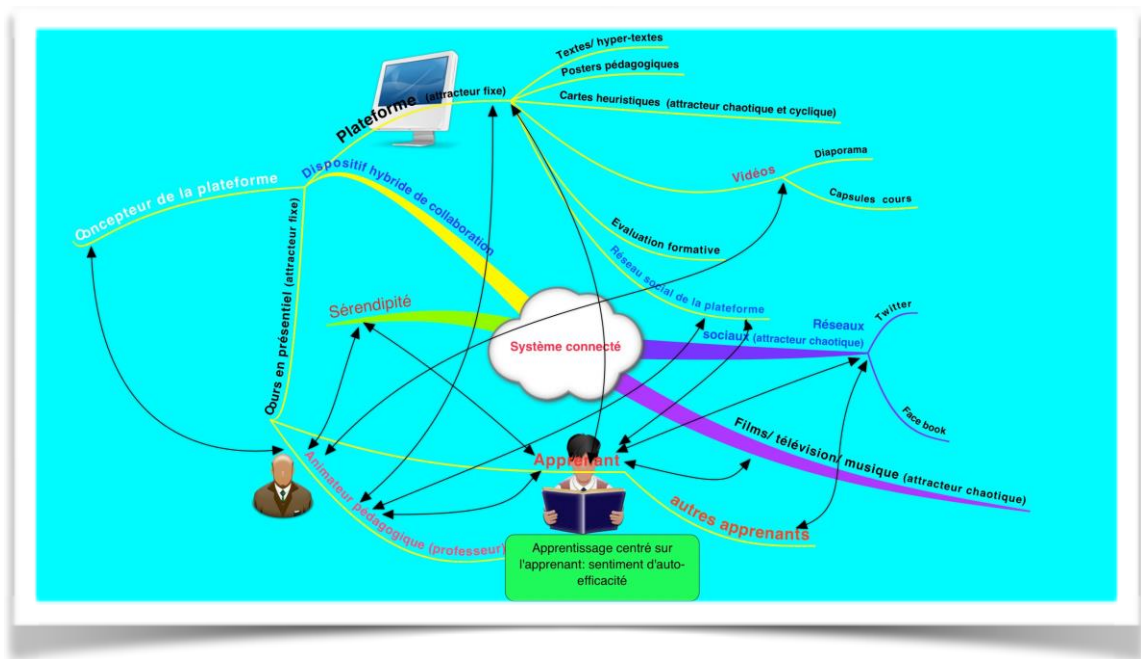 Textes/ hyper-textes
Posters pédagogiques
Plateforme (attracteur fixe)
Cartes heuristiques (attracteur chaotique et cyclique)
Diaporama
Vidéos
Capsules cours
Dispositif hybride de collaboration
Concepteur de la plateforme
Evaluation formative
Réseau social de la plateforme
Cours en présentiel (attracteur fixe)
Sérendipité
Système connecté
Réseaux
sociaux (attracteur chaotique)
Twitter
Face book
Films/ télévision/ musique (attracteur chaotique)
Apprenant
autres apprenants
Animateur pédagogique (professeur)
Apprentissage centré sur
l'apprenant: sentiment d'auto-
efficacité